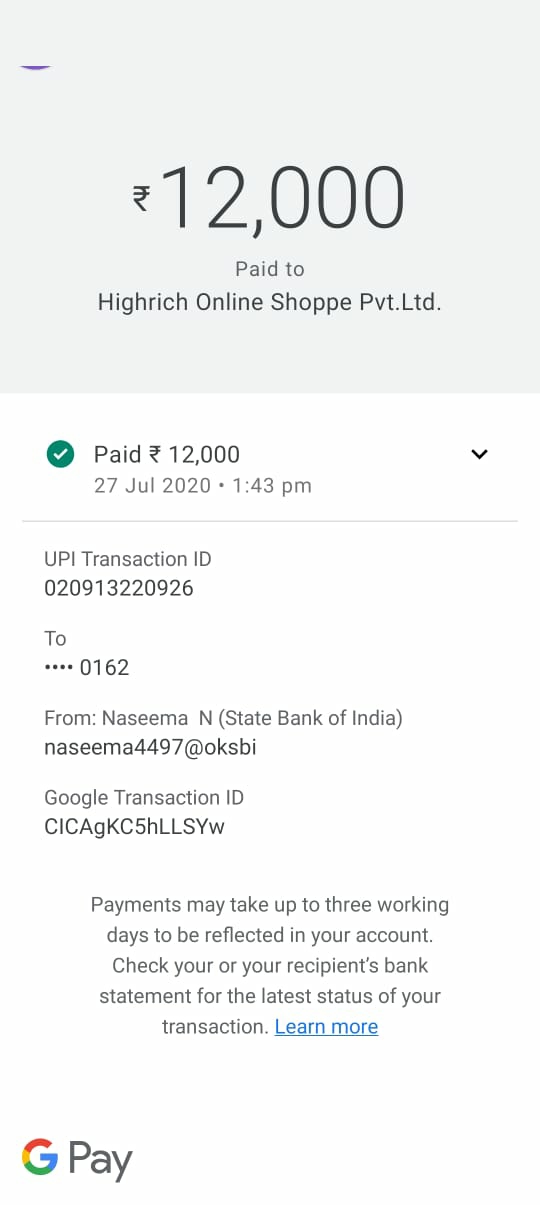 ₹12,000
Paid to
Highrich Online Shoppe Pvt.Ltd.
Paid ₹ 12,000
27 Jul 2020 • 1:43 pm
UPI Transaction ID
020913220926
To
•••• 0162
From: Naseema  N (State Bank of India)
naseema4497@oksbi
Google Transaction ID
CICAgKC5hLLSYw
Payments may take up to three working
days to be reflected in your account.
Check your or your recipient's bank
statement for the latest status of your
transaction. Learn more
G Pay